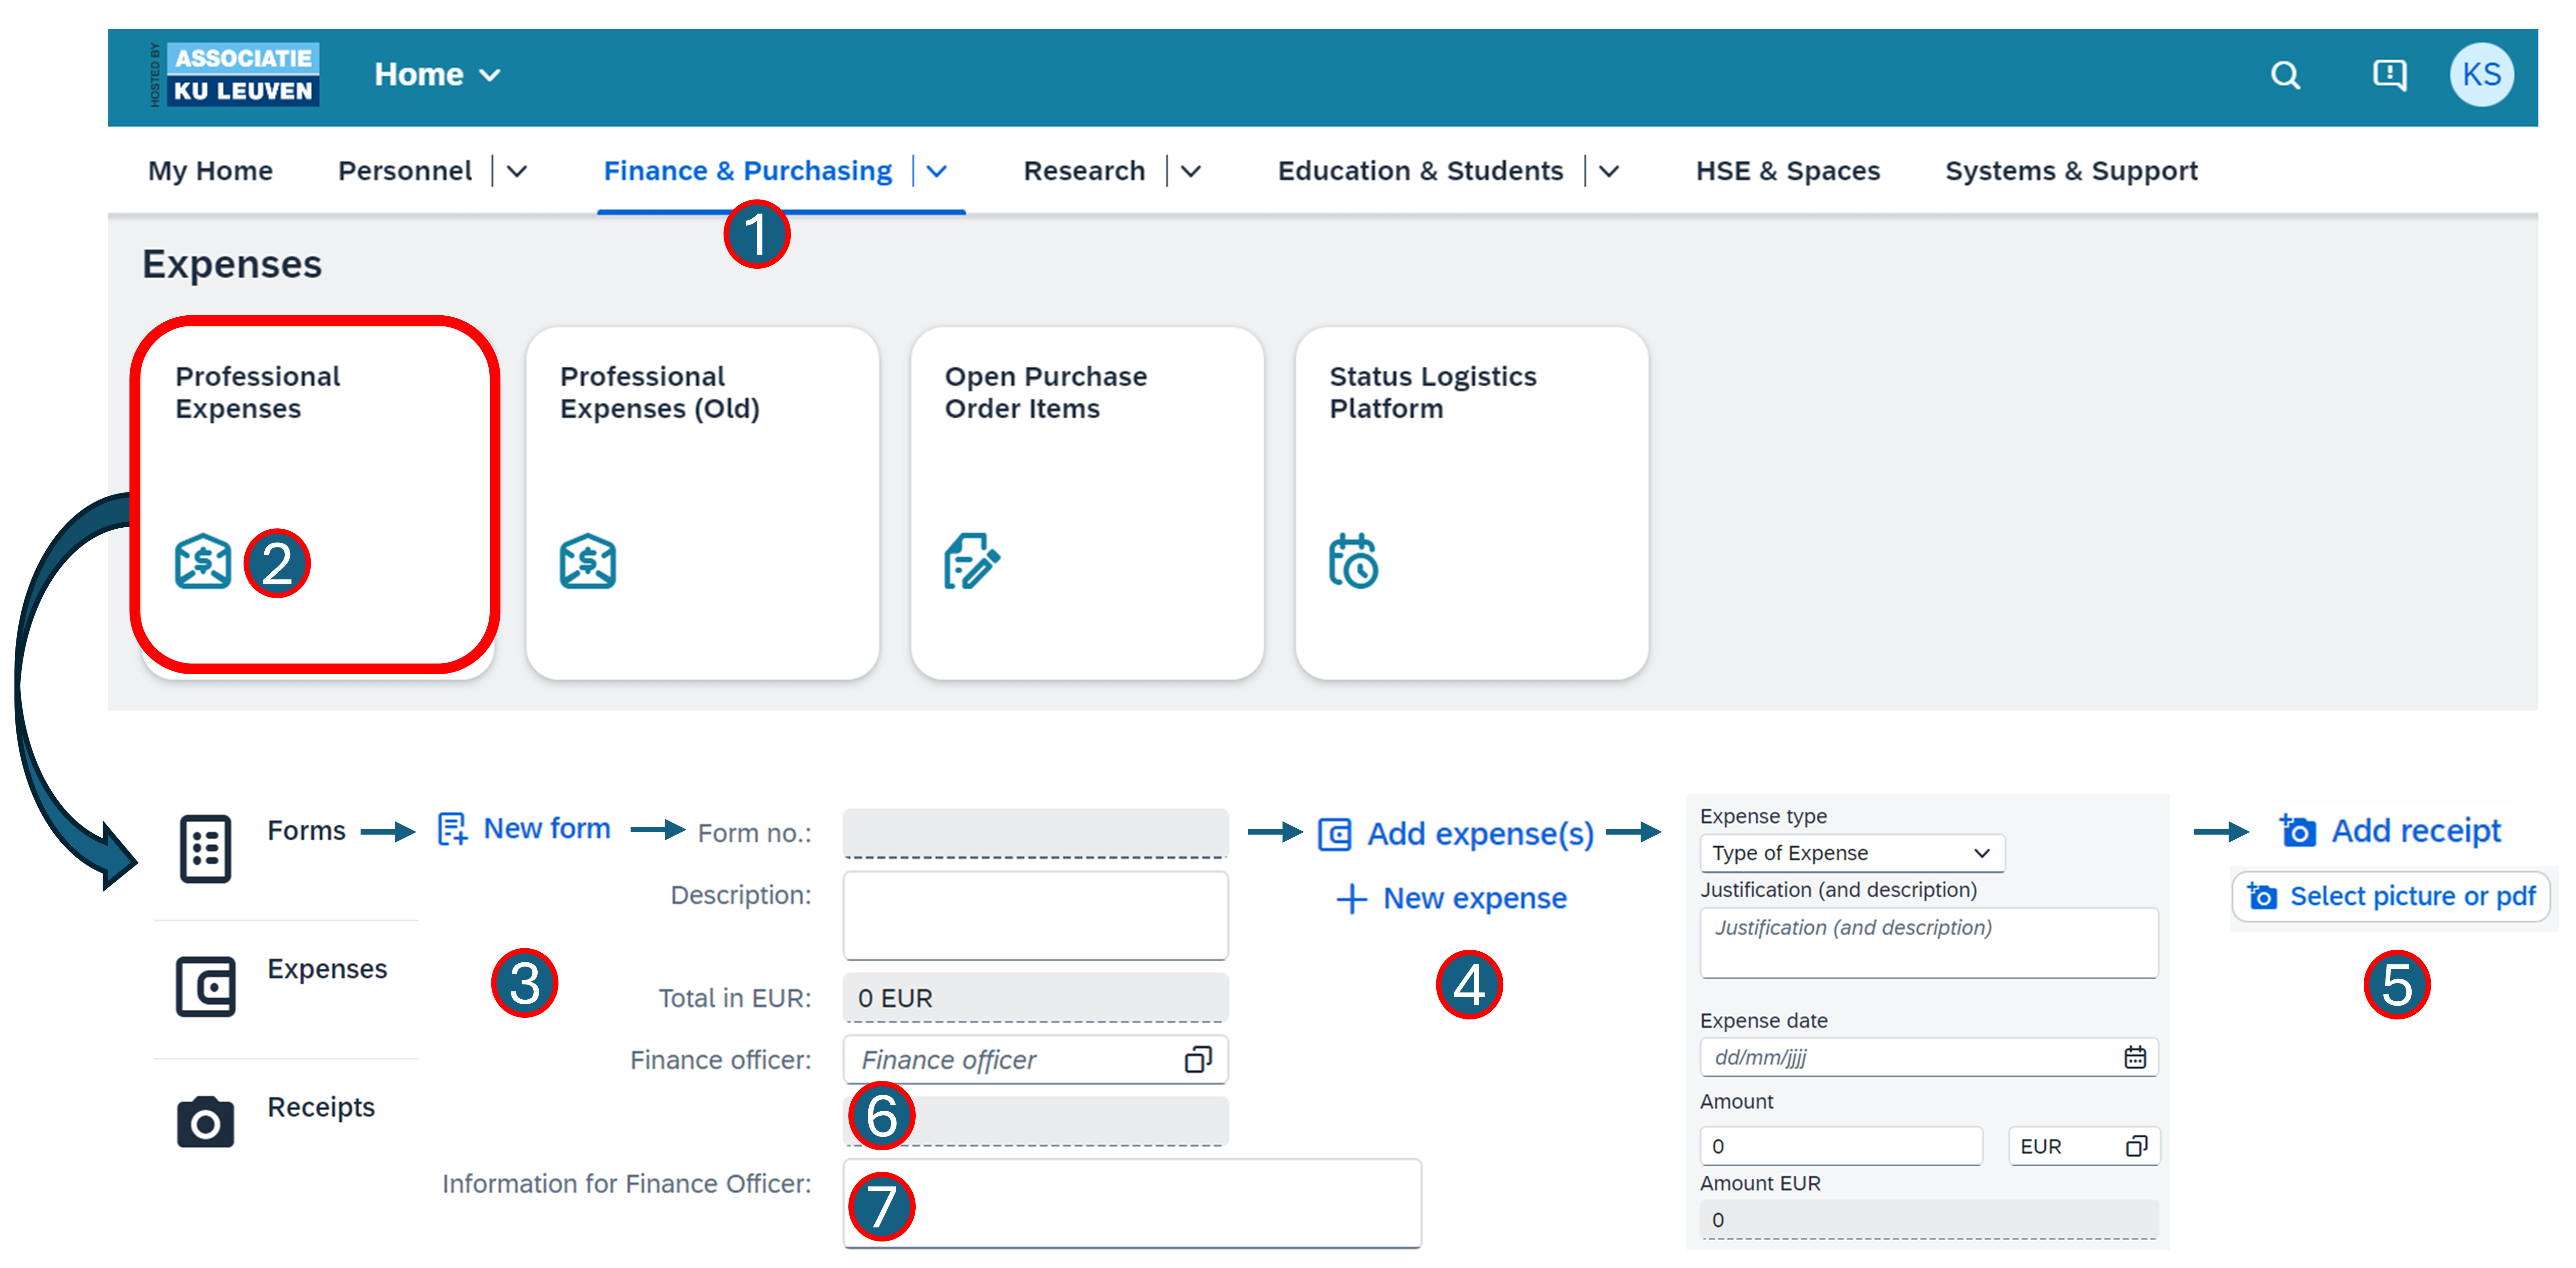 HOSTED BY
ASSOCIATIE
KU LEUVEN
Home
KS
My Home
Personnel
Finance & Purchasing
Research
Education & Students
HSE & Spaces
Systems & Support
1
Expenses
Professional
Expenses
Professional
Expenses (Old)
Open Purchase
Order Items
Status Logistics
Platform
2
Forms
New form
Form no.:
Description:
Total in EUR:
0 EUR
Finance officer:
Finance officer
Information for Finance Officer:
Expenses
Receipts
3
6
7
Add expense(s)
New expense
4
Expense type
Type of Expense
Justification (and description)
Justification (and description)
Expense date
dd/mm/jjjj
Amount
0
EUR
Amount EUR
0
Add receipt
Select picture or pdf
5